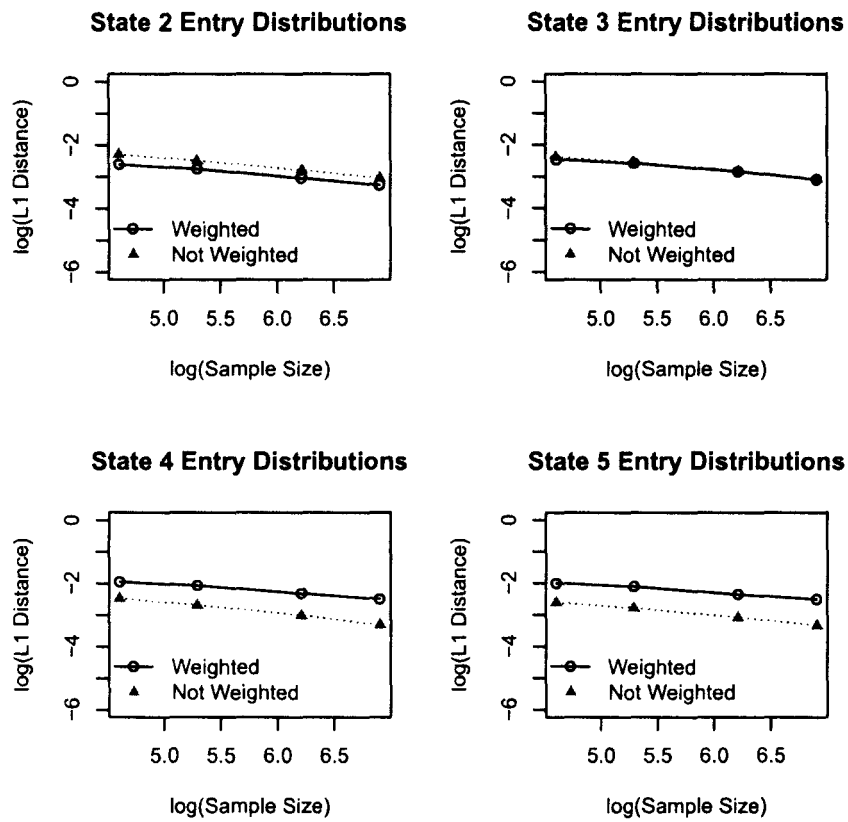 State 2 Entry Distributions
log(L1 Distance)
0
-2
-4
-6
Weighted
Not Weighted
5.0 5.5 6.0 6.5
log(Sample Size)
State 3 Entry Distributions
log(L1 Distance)
0
-2
-4
-6
Weighted
Not Weighted
5.0 5.5 6.0 6.5
log(Sample Size)
State 4 Entry Distributions
log(L1 Distance)
0
-2
-4
-6
Weighted
Not Weighted
5.0 5.5 6.0 6.5
log(Sample Size)
State 5 Entry Distributions
log(L1 Distance)
0
-2
-4
-6
Weighted
Not Weighted
5.0 5.5 6.0 6.5
log(Sample Size)